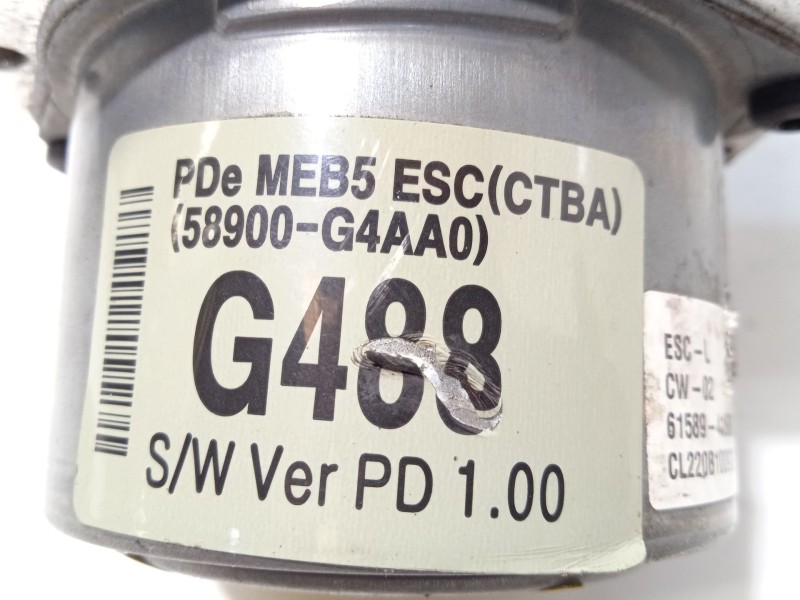 PDe MEB5 ESC(CTBA)
(58900-G4AA0)
G488
S/W Ver PD 1.00
ESC-L
CW-02